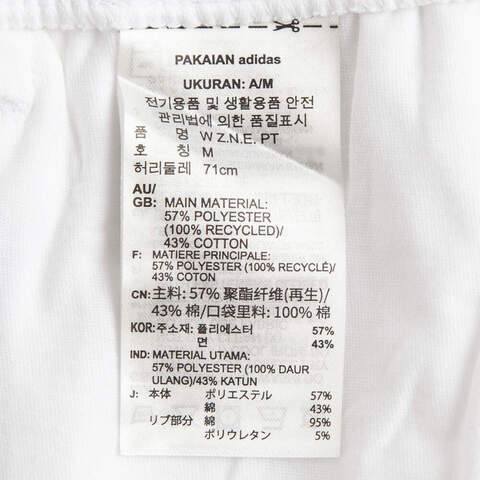 PAKAIAN adidas
UKURAN: A/M
전기용품 및 생활용품 안전
관리법에 의한 품질표시
품 명 W Z.N.E. PT
호 칭 M
허리둘레 71cm
AU/
GB: MAIN MATERIAL:
57% POLYESTER
(100% RECYCLED)/
43% COTTON
F: MATIERE PRINCIPALE:
57% POLYESTER (100% RECYCLÉ)/
43% COTON
CN: 主料: 57% 聚酯纤维(再生)/
43% 棉/口袋里料: 100% 棉
KOR: 주소재: 폴리에스터 57%
면 43%
IND: MATERIAL UTAMA:
57% POLYESTER (100% DAUR
ULANG)/43% KATUN
J: 本体 ポリエステル 57%
綿 43%
リブ部分 綿 95%
ポリウレタン 5%